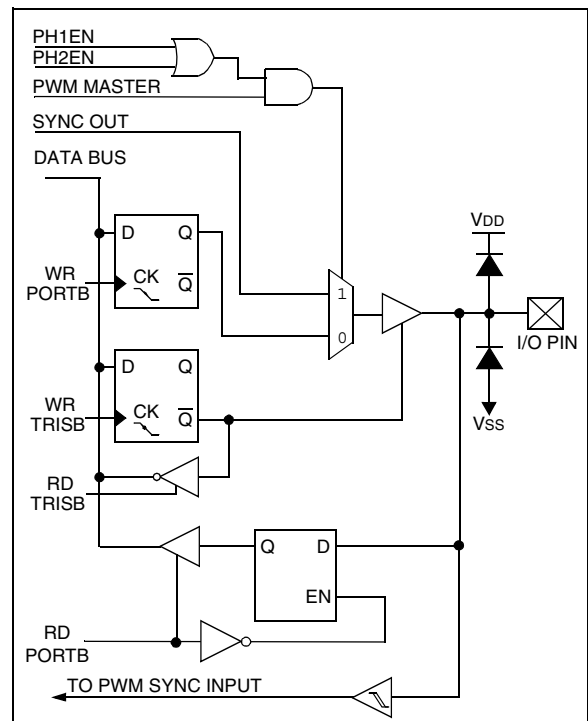 PH1EN
PH2EN
PWM MASTER
SYNC OUT
DATA BUS
D Q
WR
PORTB
CK
Q
VDD
1
0
I/O PIN
VSS
D Q
WR
TRISB
CK
Q
RD
TRISB
Q D
EN
RD
PORTB
TO PWM SYNC INPUT